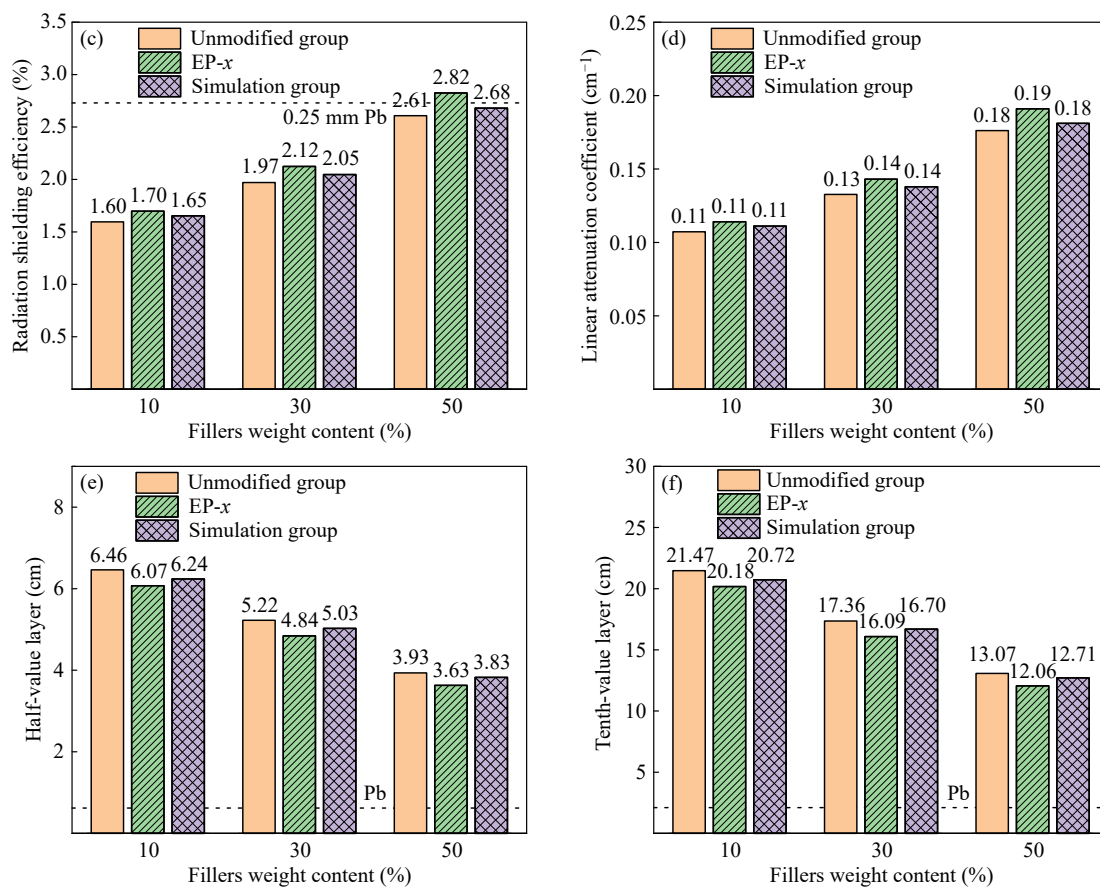 (c)
Unmodified group
EP-x
Simulation group
Radiation shielding efficiency (%)
3.5
3.0
2.5
2.0
1.5
1.0
0.5
0.25 mm Pb
1.60
1.70
1.65
1.97
2.12
2.05
2.61
2.82
2.68
10
30
50
Fillers weight content (%)
(d)
Unmodified group
EP-x
Simulation group
Linear attenuation coefficient (cm⁻¹)
0.25
0.20
0.15
0.10
0.05
0.11
0.11
0.11
0.13
0.14
0.14
0.18
0.19
0.18
10
30
50
Fillers weight content (%)
(e)
Unmodified group
EP-x
Simulation group
Half-value layer (cm)
8
6
4
2
6.46
6.07
6.24
5.22
4.84
5.03
3.93
3.63
3.83
Pb
10
30
50
Fillers weight content (%)
(f)
Unmodified group
EP-x
Simulation group
Tenth-value layer (cm)
30
25
20
15
10
5
21.47
20.18
20.72
17.36
16.09
16.70
13.07
12.06
12.71
Pb
10
30
50
Fillers weight content (%)